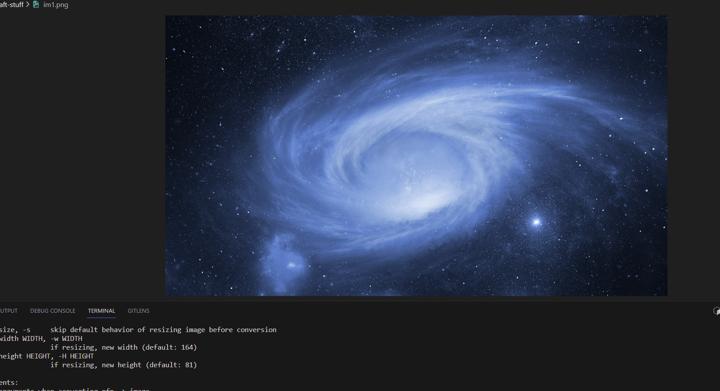 aft-stuff > im1.png
UTPUT DEBUG CONSOLE TERMINAL GITLENS
size, -s skip default behavior of resizing image before conversion
width WIDTH, -w WIDTH
if resizing, new width (default: 164)
height HEIGHT, -H HEIGHT
if resizing, new height (default: 81)
ents: